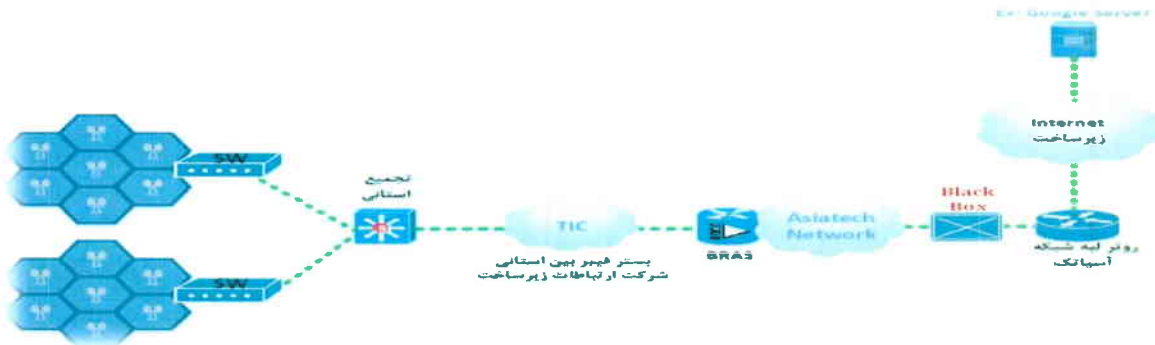 Ex: Google Server
Internet
زیرساخت
SW
تجمیع
استانی
TIC
بستر فیبر بین استانی
شرکت ارتباطات زیرساخت
BRAS
Asiatech
Network
Black
Box
روتر لبه شبکه
آسیاتک
SW